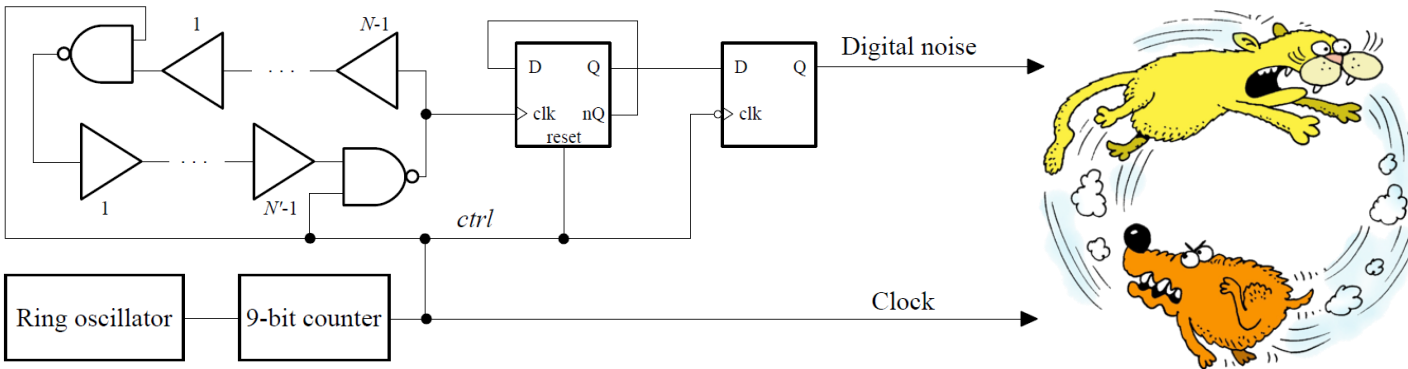 1
N-1
D
Q
clk
nQ
reset
D
Q
clk
Digital noise
1
N'-1
ctrl
Ring oscillator
9-bit counter
Clock